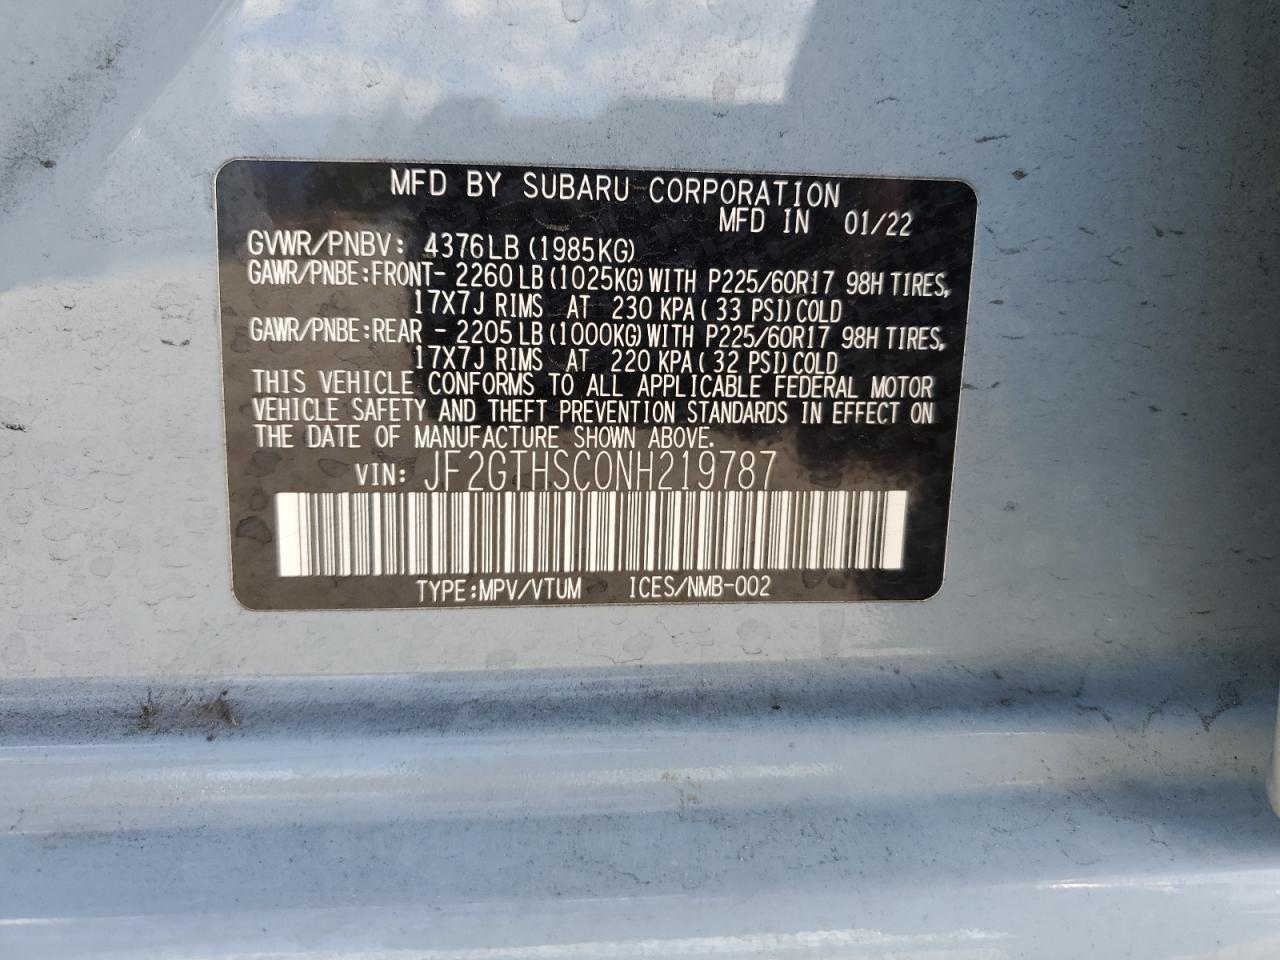 MFD BY SUBARU CORPORATION
MFD IN 01/22
GVWR/PNBV: 4376LB (1985KG)
GAWR/PNBE:FRONT- 2260 LB (1025KG) WITH P225/60R17 98H TIRES,
17X7J RIMS AT 230 KPA ( 33 PSI) COLD
GAWR/PNBE:REAR - 2205 LB (1000KG) WITH P225/60R17 98H TIRES,
17X7J RIMS AT 220 KPA ( 32 PSI) COLD
THIS VEHICLE CONFORMS TO ALL APPLICABLE FEDERAL MOTOR
VEHICLE SAFETY AND THEFT PREVENTION STANDARDS IN EFFECT ON
THE DATE OF MANUFACTURE SHOWN ABOVE.
VIN: JF2GTHSC0NH219787
TYPE:MPV/VTUM ICES/NMB-002